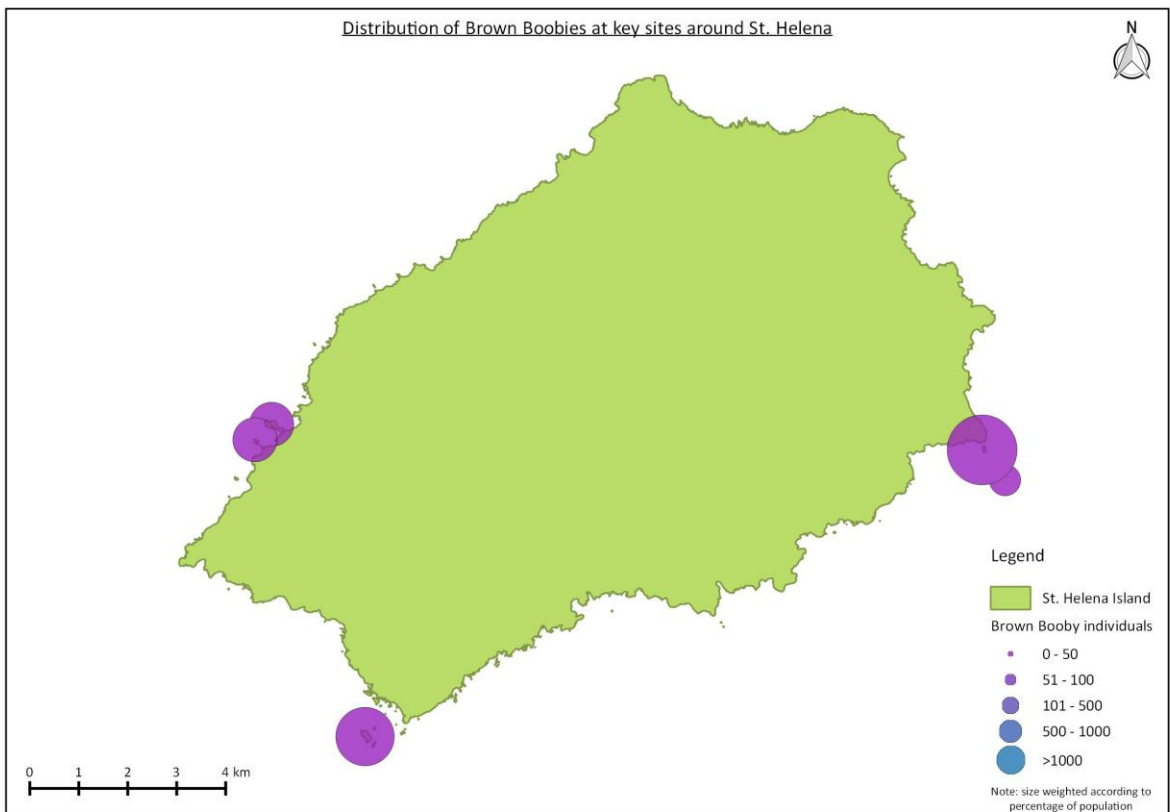 Distribution of Brown Boobies at key sites around St. Helena
N
Legend
St. Helena Island
Brown Booby individuals
0 - 50
51 - 100
101 - 500
500 - 1000
>1000
Note: size weighted according to
percentage of population
0 1 2 3 4 km